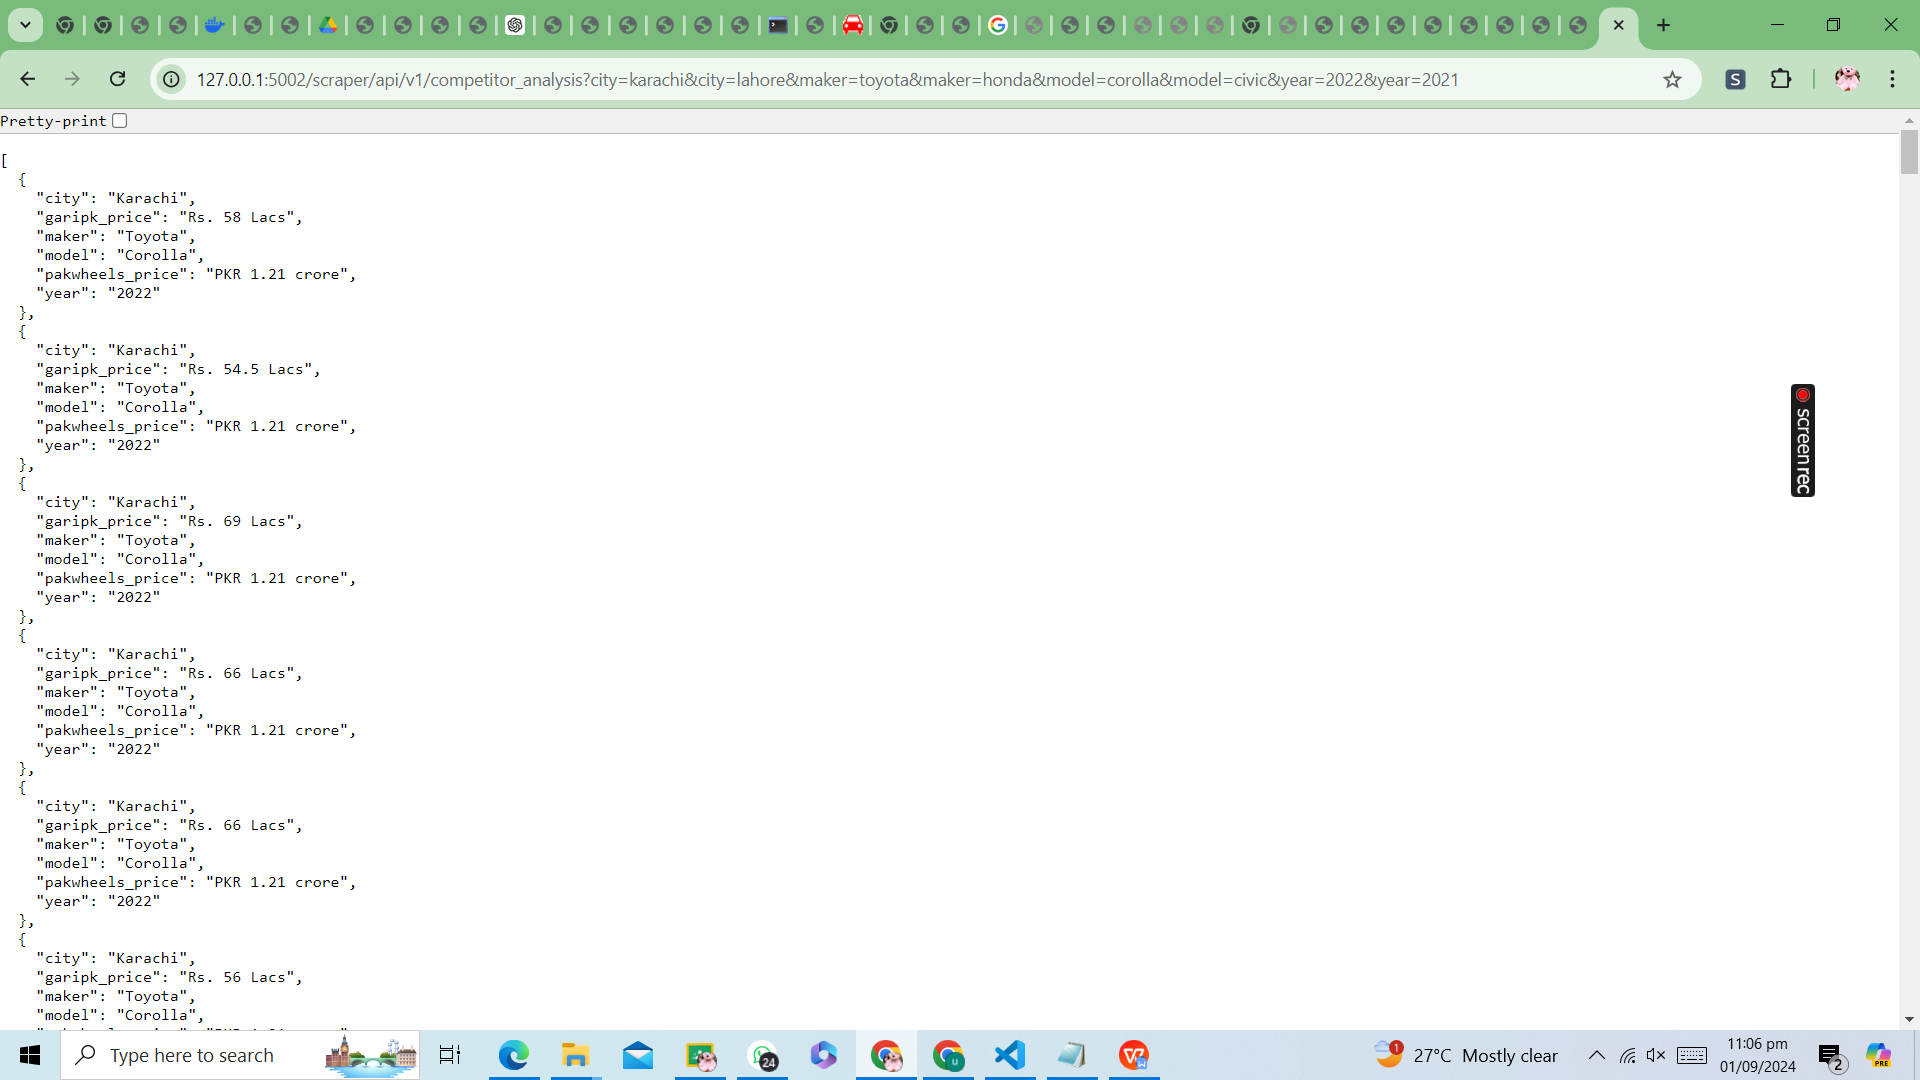 127.0.0.1:5002/scraper/api/v1/competitor_analysis?city=karachi&city=lahore&maker=toyota&maker=honda&model=corolla&model=civic&year=2022&year=2021
S
Pretty-print
[
{
"city": "Karachi",
"garipk_price": "Rs. 58 Lacs",
"maker": "Toyota",
"model": "Corolla",
"pakwheels_price": "PKR 1.21 crore",
"year": "2022"
},
{
"city": "Karachi",
"garipk_price": "Rs. 54.5 Lacs",
"maker": "Toyota",
"model": "Corolla",
"pakwheels_price": "PKR 1.21 crore",
"year": "2022"
},
{
"city": "Karachi",
"garipk_price": "Rs. 69 Lacs",
"maker": "Toyota",
"model": "Corolla",
"pakwheels_price": "PKR 1.21 crore",
"year": "2022"
},
{
"city": "Karachi",
"garipk_price": "Rs. 66 Lacs",
"maker": "Toyota",
"model": "Corolla",
"pakwheels_price": "PKR 1.21 crore",
"year": "2022"
},
{
"city": "Karachi",
"garipk_price": "Rs. 66 Lacs",
"maker": "Toyota",
"model": "Corolla",
"pakwheels_price": "PKR 1.21 crore",
"year": "2022"
},
{
"city": "Karachi",
"garipk_price": "Rs. 56 Lacs",
"maker": "Toyota",
"model": "Corolla",
screenrec
Type here to search
24
u
1
27°C Mostly clear
11:06 pm
01/09/2024
2
PRE